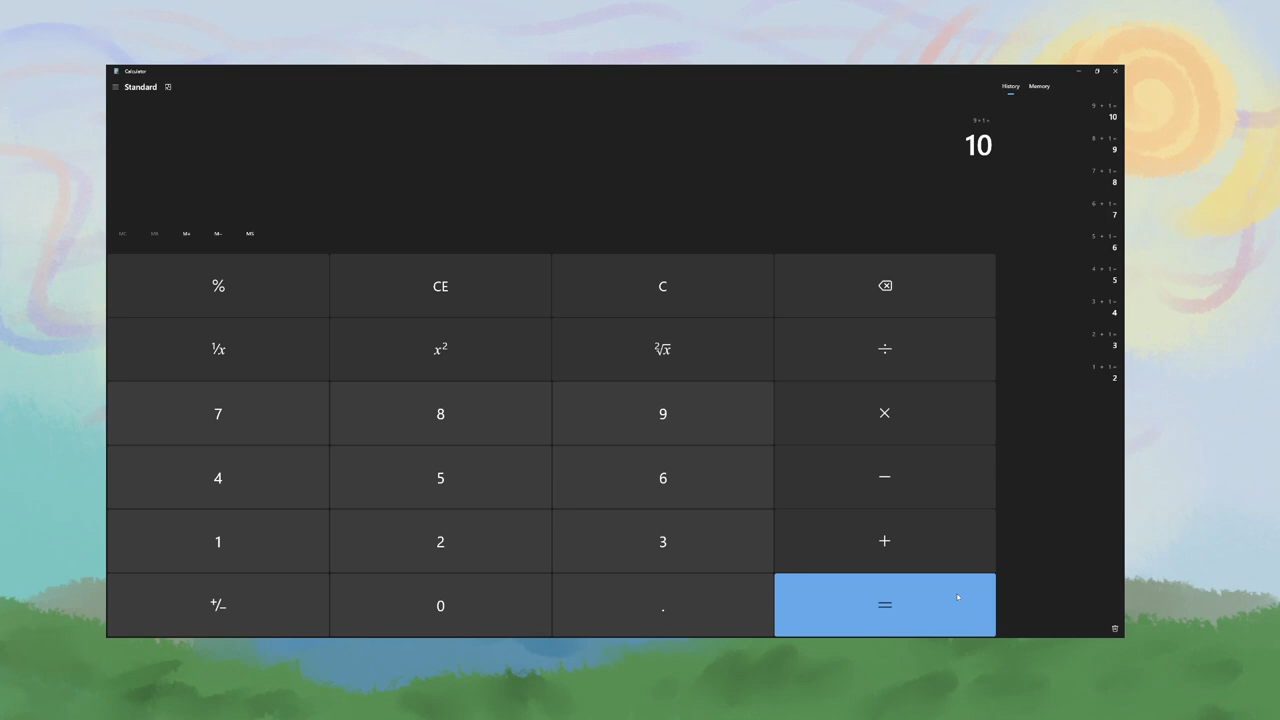 Calculator
Standard
History Memory
9 + 1 =
10
MC MR M+ M- MS
% CE C
¹/x x² ²√x ÷
7 8 9 ×
4 5 6 −
1 2 3 +
+/− 0 . =
9 + 1 =
10
8 + 1 =
9
7 + 1 =
8
6 + 1 =
7
5 + 1 =
6
4 + 1 =
5
3 + 1 =
4
2 + 1 =
3
1 + 1 =
2